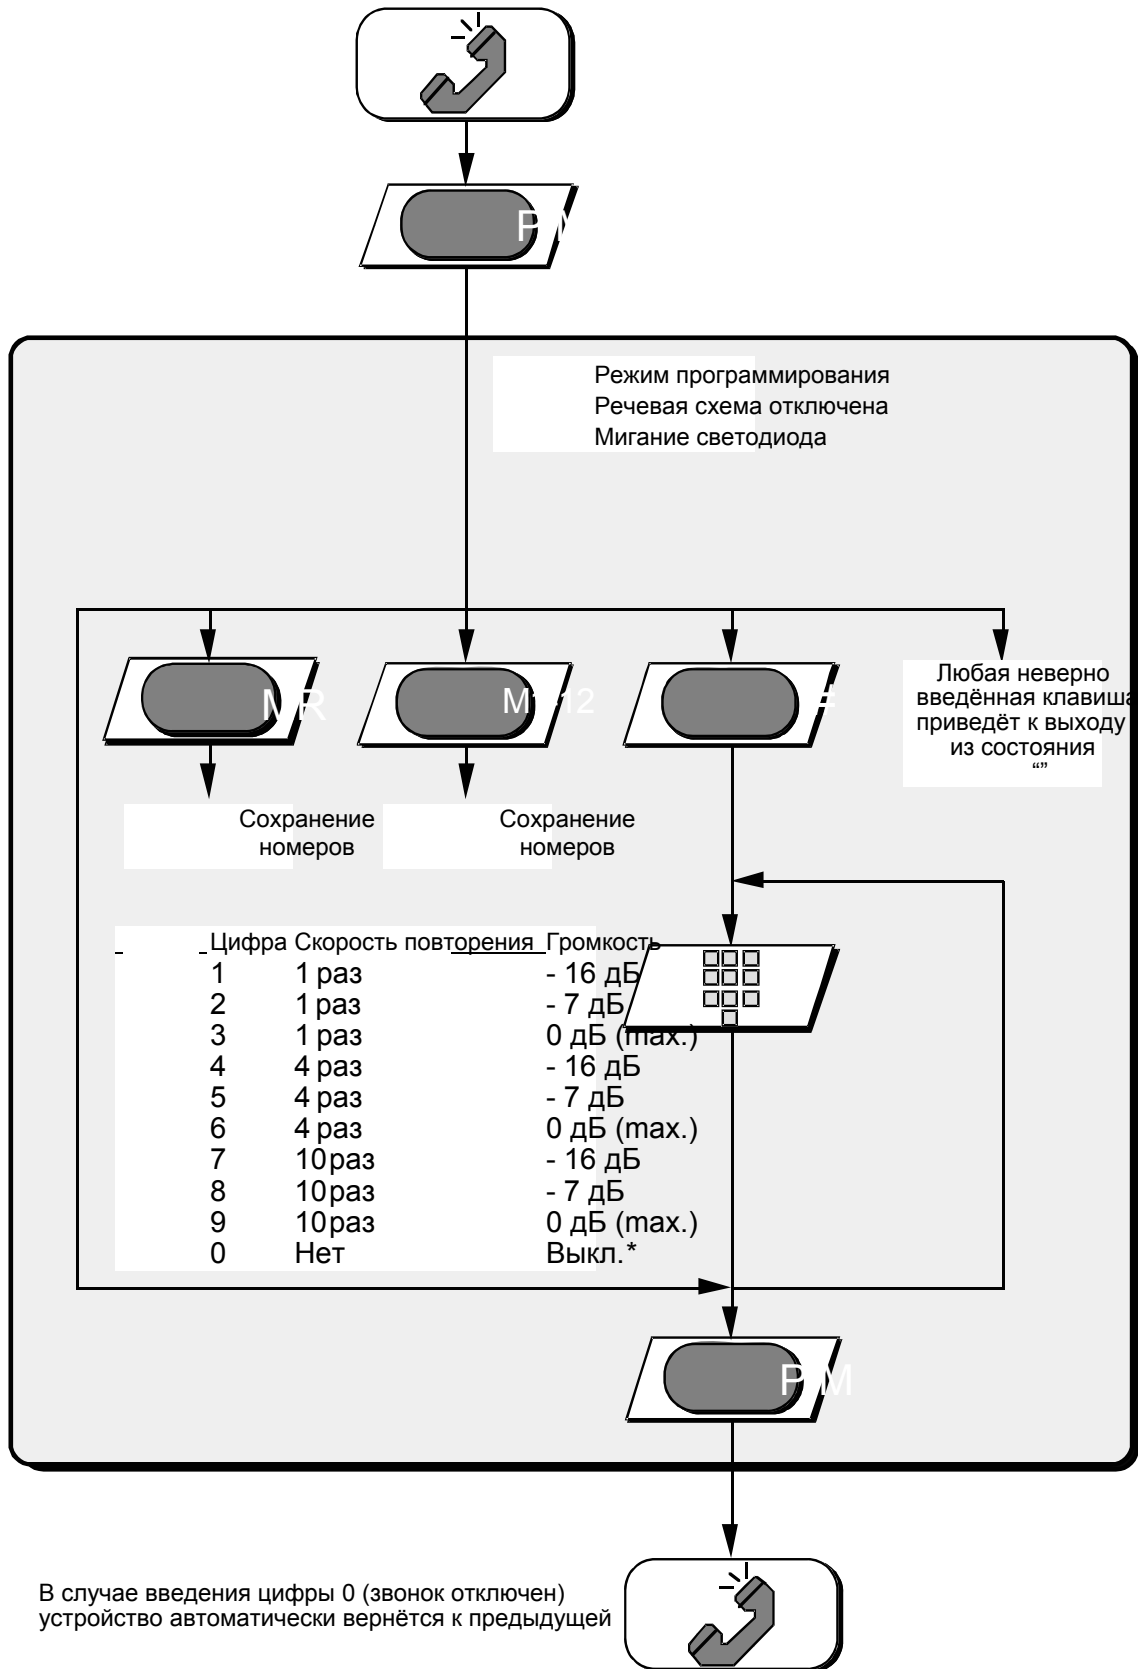 PM
Режим программирования
Речевая схема отключена
Мигание светодиода
MR
M1-12
#
Любая неверно
введённая клавиша
приведёт к выходу
из состояния
“”
Сохранение
номеров
Сохранение
номеров
Цифра Скорость повторения Громкость
1 1 раз - 16 дБ
2 1 раз - 7 дБ
3 1 раз 0 дБ (max.)
4 4 раз - 16 дБ
5 4 раз - 7 дБ
6 4 раз 0 дБ (max.)
7 10 раз - 16 дБ
8 10 раз - 7 дБ
9 10 раз 0 дБ (max.)
0 Нет Выкл.*
В случае введения цифры 0 (звонок отключен)
устройство автоматически вернётся к предыдущей